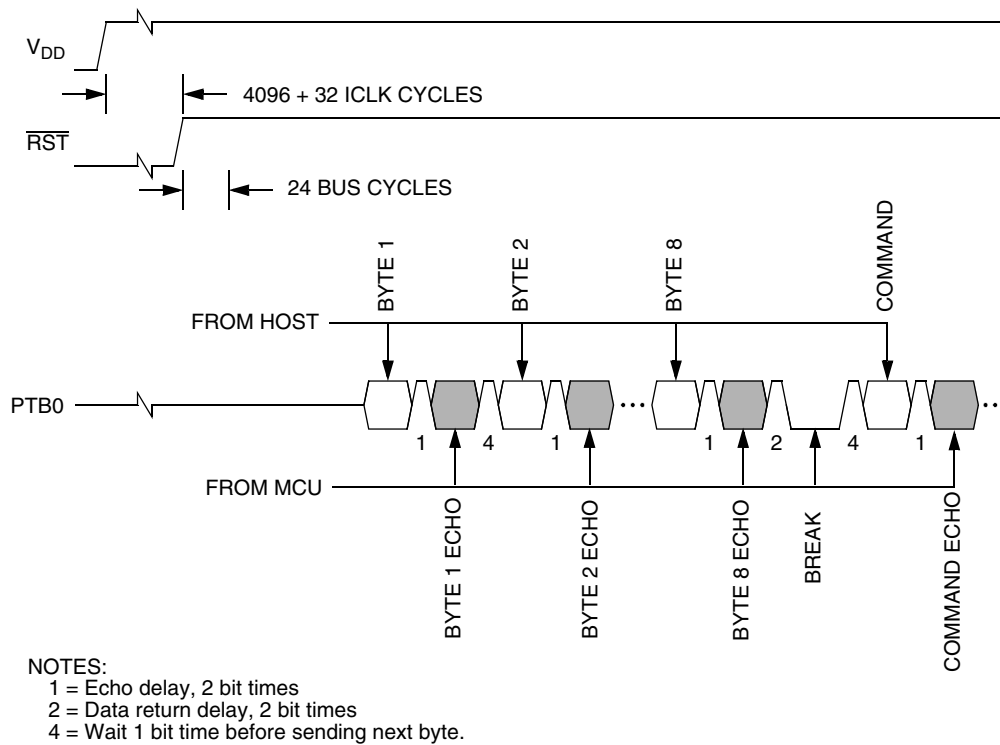 VDD
4096 + 32 ICLK CYCLES
RST
24 BUS CYCLES
BYTE 1
BYTE 2
BYTE 8
COMMAND
FROM HOST
PTB0
...
...
1
4
1
1
2
4
1
FROM MCU
BYTE 1 ECHO
BYTE 2 ECHO
BYTE 8 ECHO
BREAK
COMMAND ECHO
NOTES:
1 = Echo delay, 2 bit times
2 = Data return delay, 2 bit times
4 = Wait 1 bit time before sending next byte.